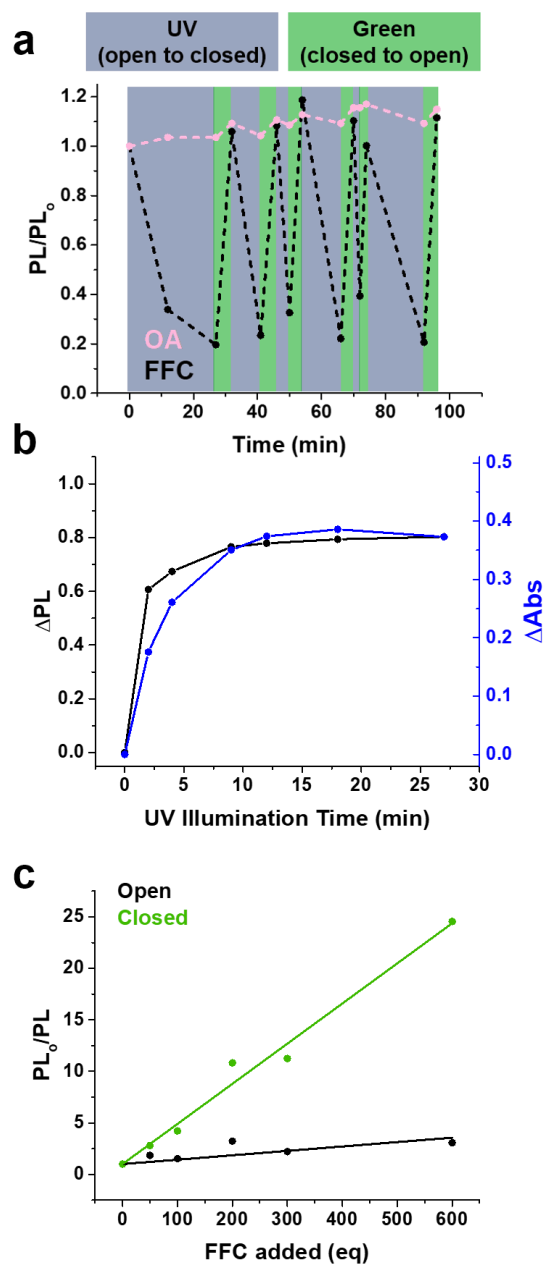 a
UV
(open to closed)
Green
(closed to open)
1.2
1.0
0.8
0.6
0.4
0.2
0.0
PL/PLₒ
OA
FFC
0 20 40 60 80 100
Time (min)
b
1.0
0.8
0.6
0.4
0.2
0.0
ΔPL
0.5
0.4
0.3
0.2
0.1
0.0
ΔAbs
0 5 10 15 20 25 30
UV Illumination Time (min)
c
Open
Closed
25
20
15
10
5
0
PLₒ/PL
0 100 200 300 400 500 600
FFC added (eq)